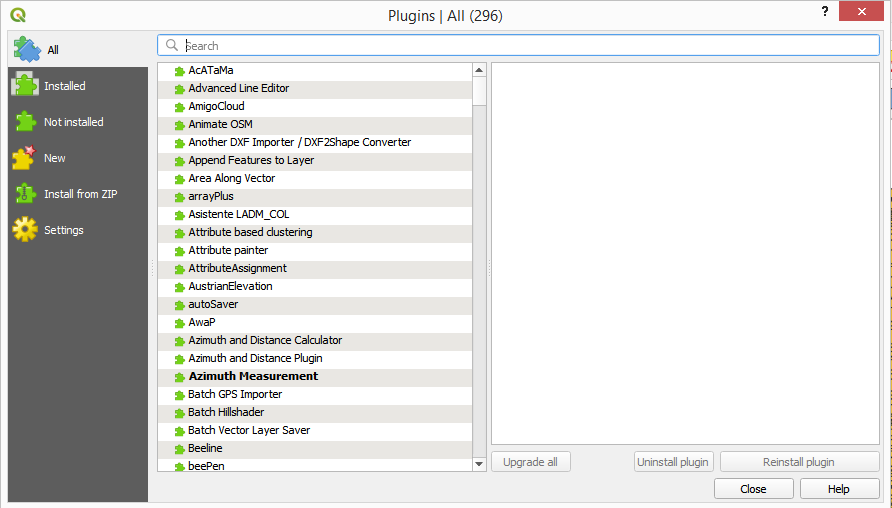 Plugins | All (296)
?
All
Search
Installed
Not installed
New
Install from ZIP
Settings
AcATaMa
Advanced Line Editor
AmigoCloud
Animate OSM
Another DXF Importer / DXF2Shape Converter
Append Features to Layer
Area Along Vector
arrayPlus
Asistente LADM_COL
Attribute based clustering
Attribute painter
AttributeAssignment
AustrianElevation
autoSaver
AwaP
Azimuth and Distance Calculator
Azimuth and Distance Plugin
Azimuth Measurement
Batch GPS Importer
Batch Hillshader
Batch Vector Layer Saver
Beeline
beePen
Upgrade all
Uninstall plugin
Reinstall plugin
Close
Help